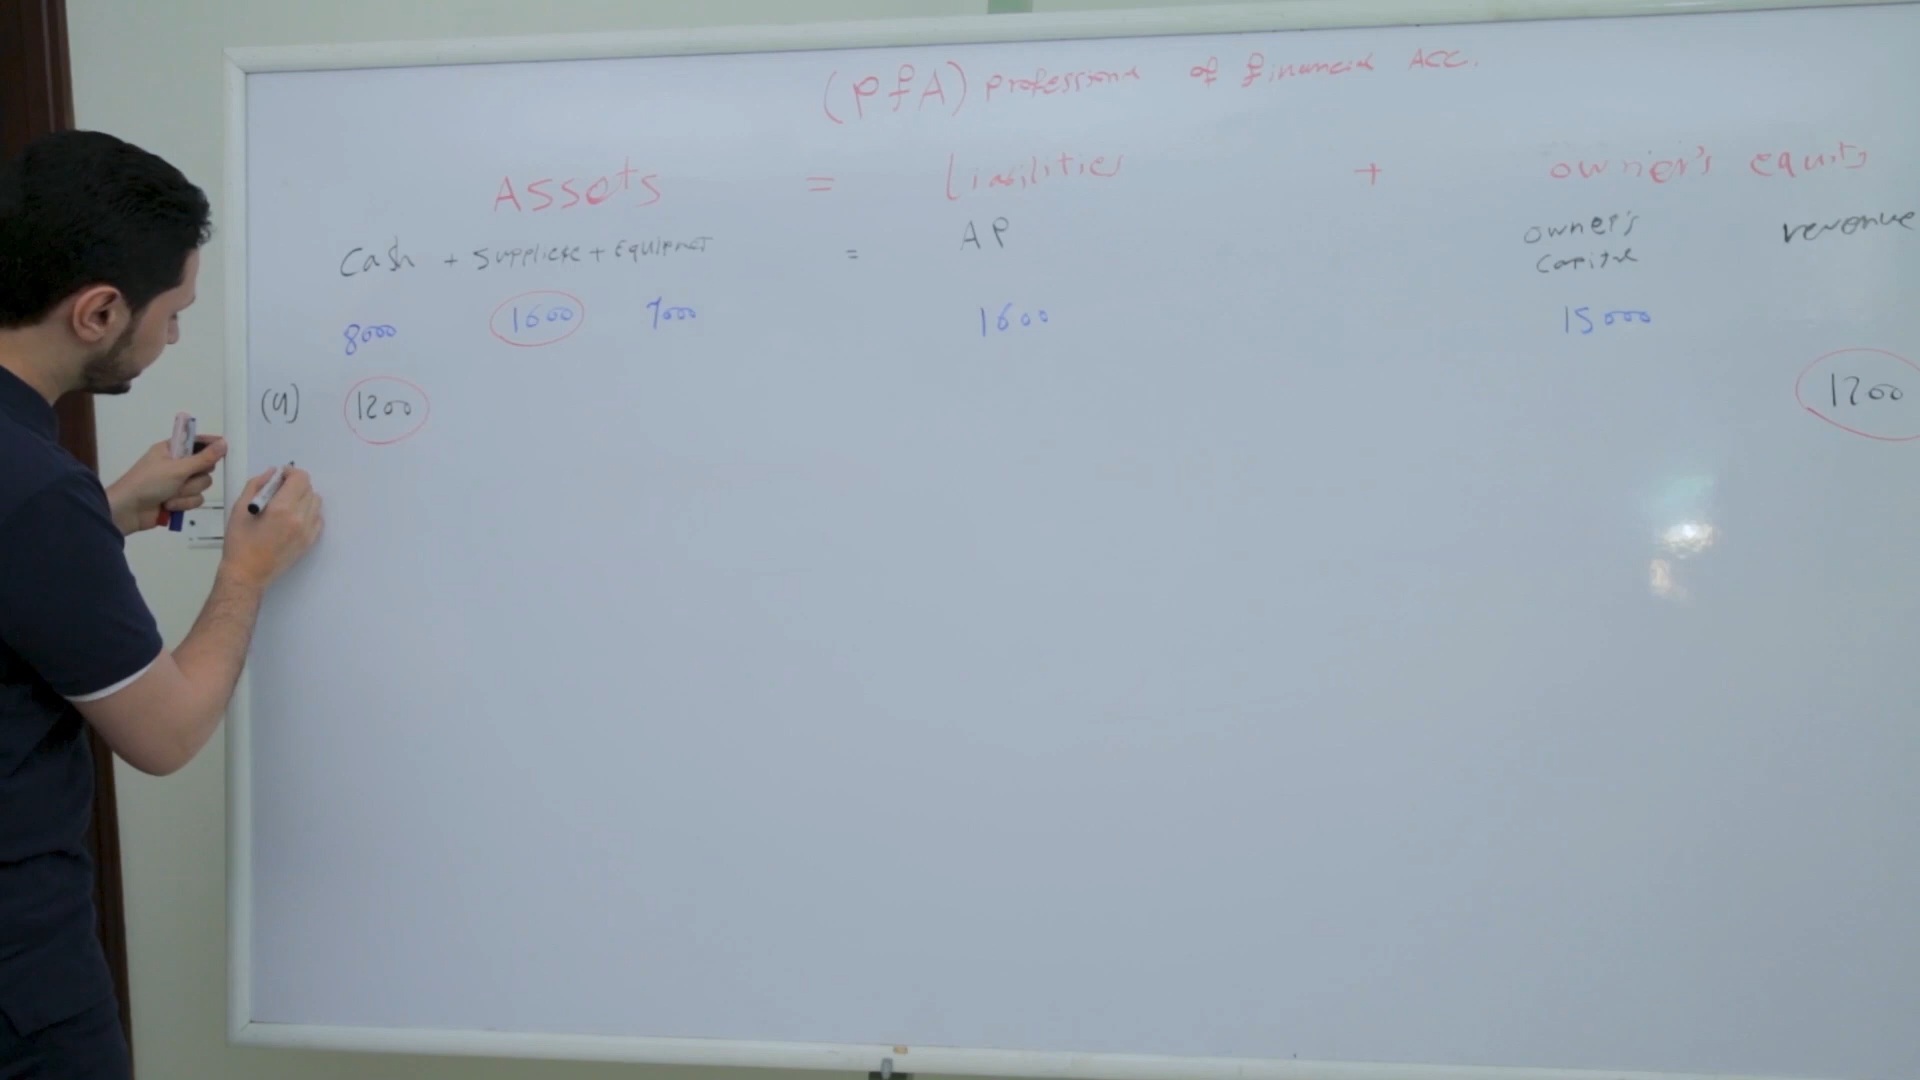 (PFA) professional of financial ACC.
Assets = Liabilities + owner's equity
Cash + Supplies + Equipment = AP owner's capital revenue
8000 1600 7000 1600 15000
(4) 1200 1200